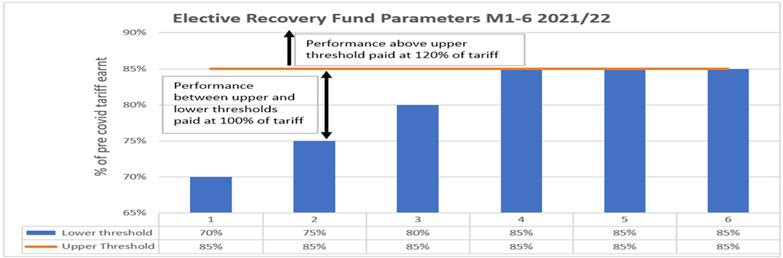 Elective Recovery Fund Parameters M1-6 2021/22
90%
85%
80%
75%
70%
65%
% of pre covid tariff earnt
Performance above upper
threshold paid at 120% of tariff
Performance
between upper and
lower thresholds
paid at 100% of tariff
1 2 3 4 5 6
Lower threshold 70% 75% 80% 85% 85% 85%
Upper Threshold 85% 85% 85% 85% 85% 85%